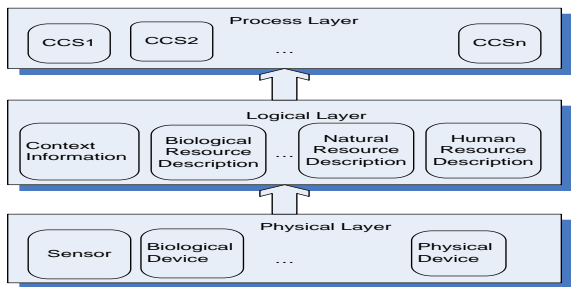 Process Layer
CCS1
CCS2
...
CCSn
Logical Layer
Context
Information
Biological
Resource
Description
...
Natural
Resource
Description
Human
Resource
Description
Physical Layer
Sensor
Biological
Device
...
Physical
Device